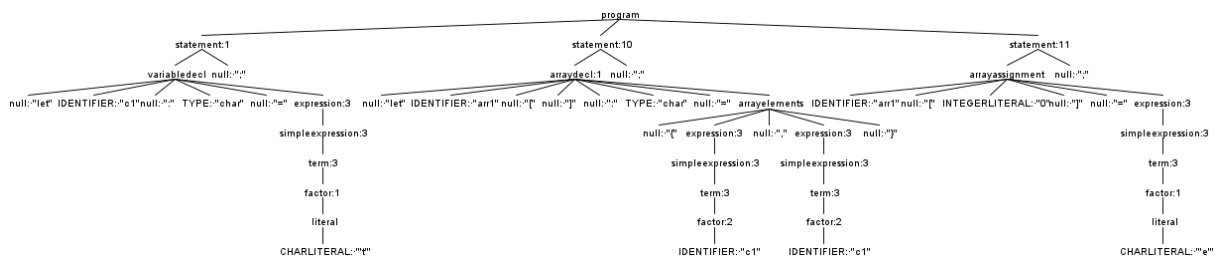 program
statement:1 statement:10 statement:11
variabledecl null:-";" arraydecl:1 null:-";" arrayassignment null:-";"
null:-"let" IDENTIFIER:-"c1" null:-":" TYPE:-"char" null:-"=" expression:3 null:-"let" IDENTIFIER:-"arr1" null:-"[" null:-"]" null:-":" TYPE:-"char" null:-"=" arrayelements IDENTIFIER:-"arr1" null:-"[" INTEGERLITERAL:-"0" null:-"]" null:-"=" expression:3
simpleexpression:3 null:-"{" expression:3 null:-"," expression:3 null:-"}" simpleexpression:3
term:3 simpleexpression:3 simpleexpression:3 term:3
factor:1 term:3 term:3 factor:1
literal factor:2 factor:2 literal
CHARLITERAL:-"'t'" IDENTIFIER:-"c1" IDENTIFIER:-"c1" CHARLITERAL:-"'e'"